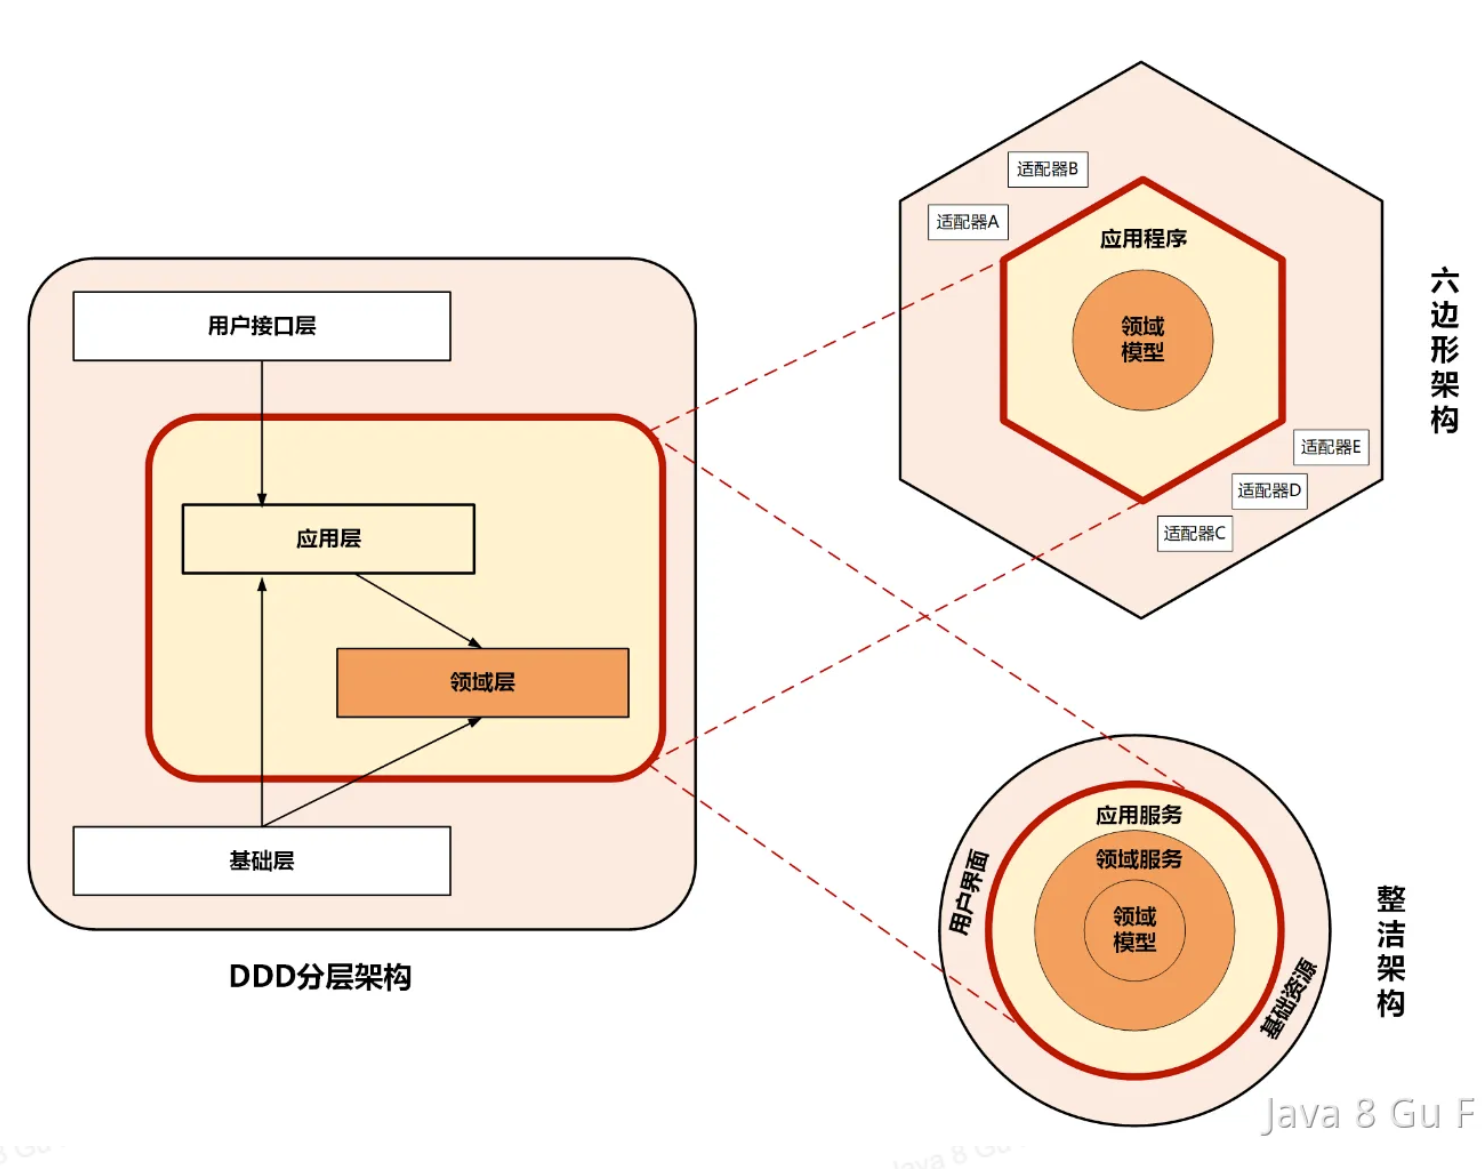 用户接口层
应用层
领域层
基础层
DDD分层架构
适配器B
适配器A
应用程序
领域
模型
适配器E
适配器D
适配器C
六边形架构
应用服务
领域服务
领域
模型
用户界面
基础资源
整洁架构
Java 8 Gu F
Java 8 Gu